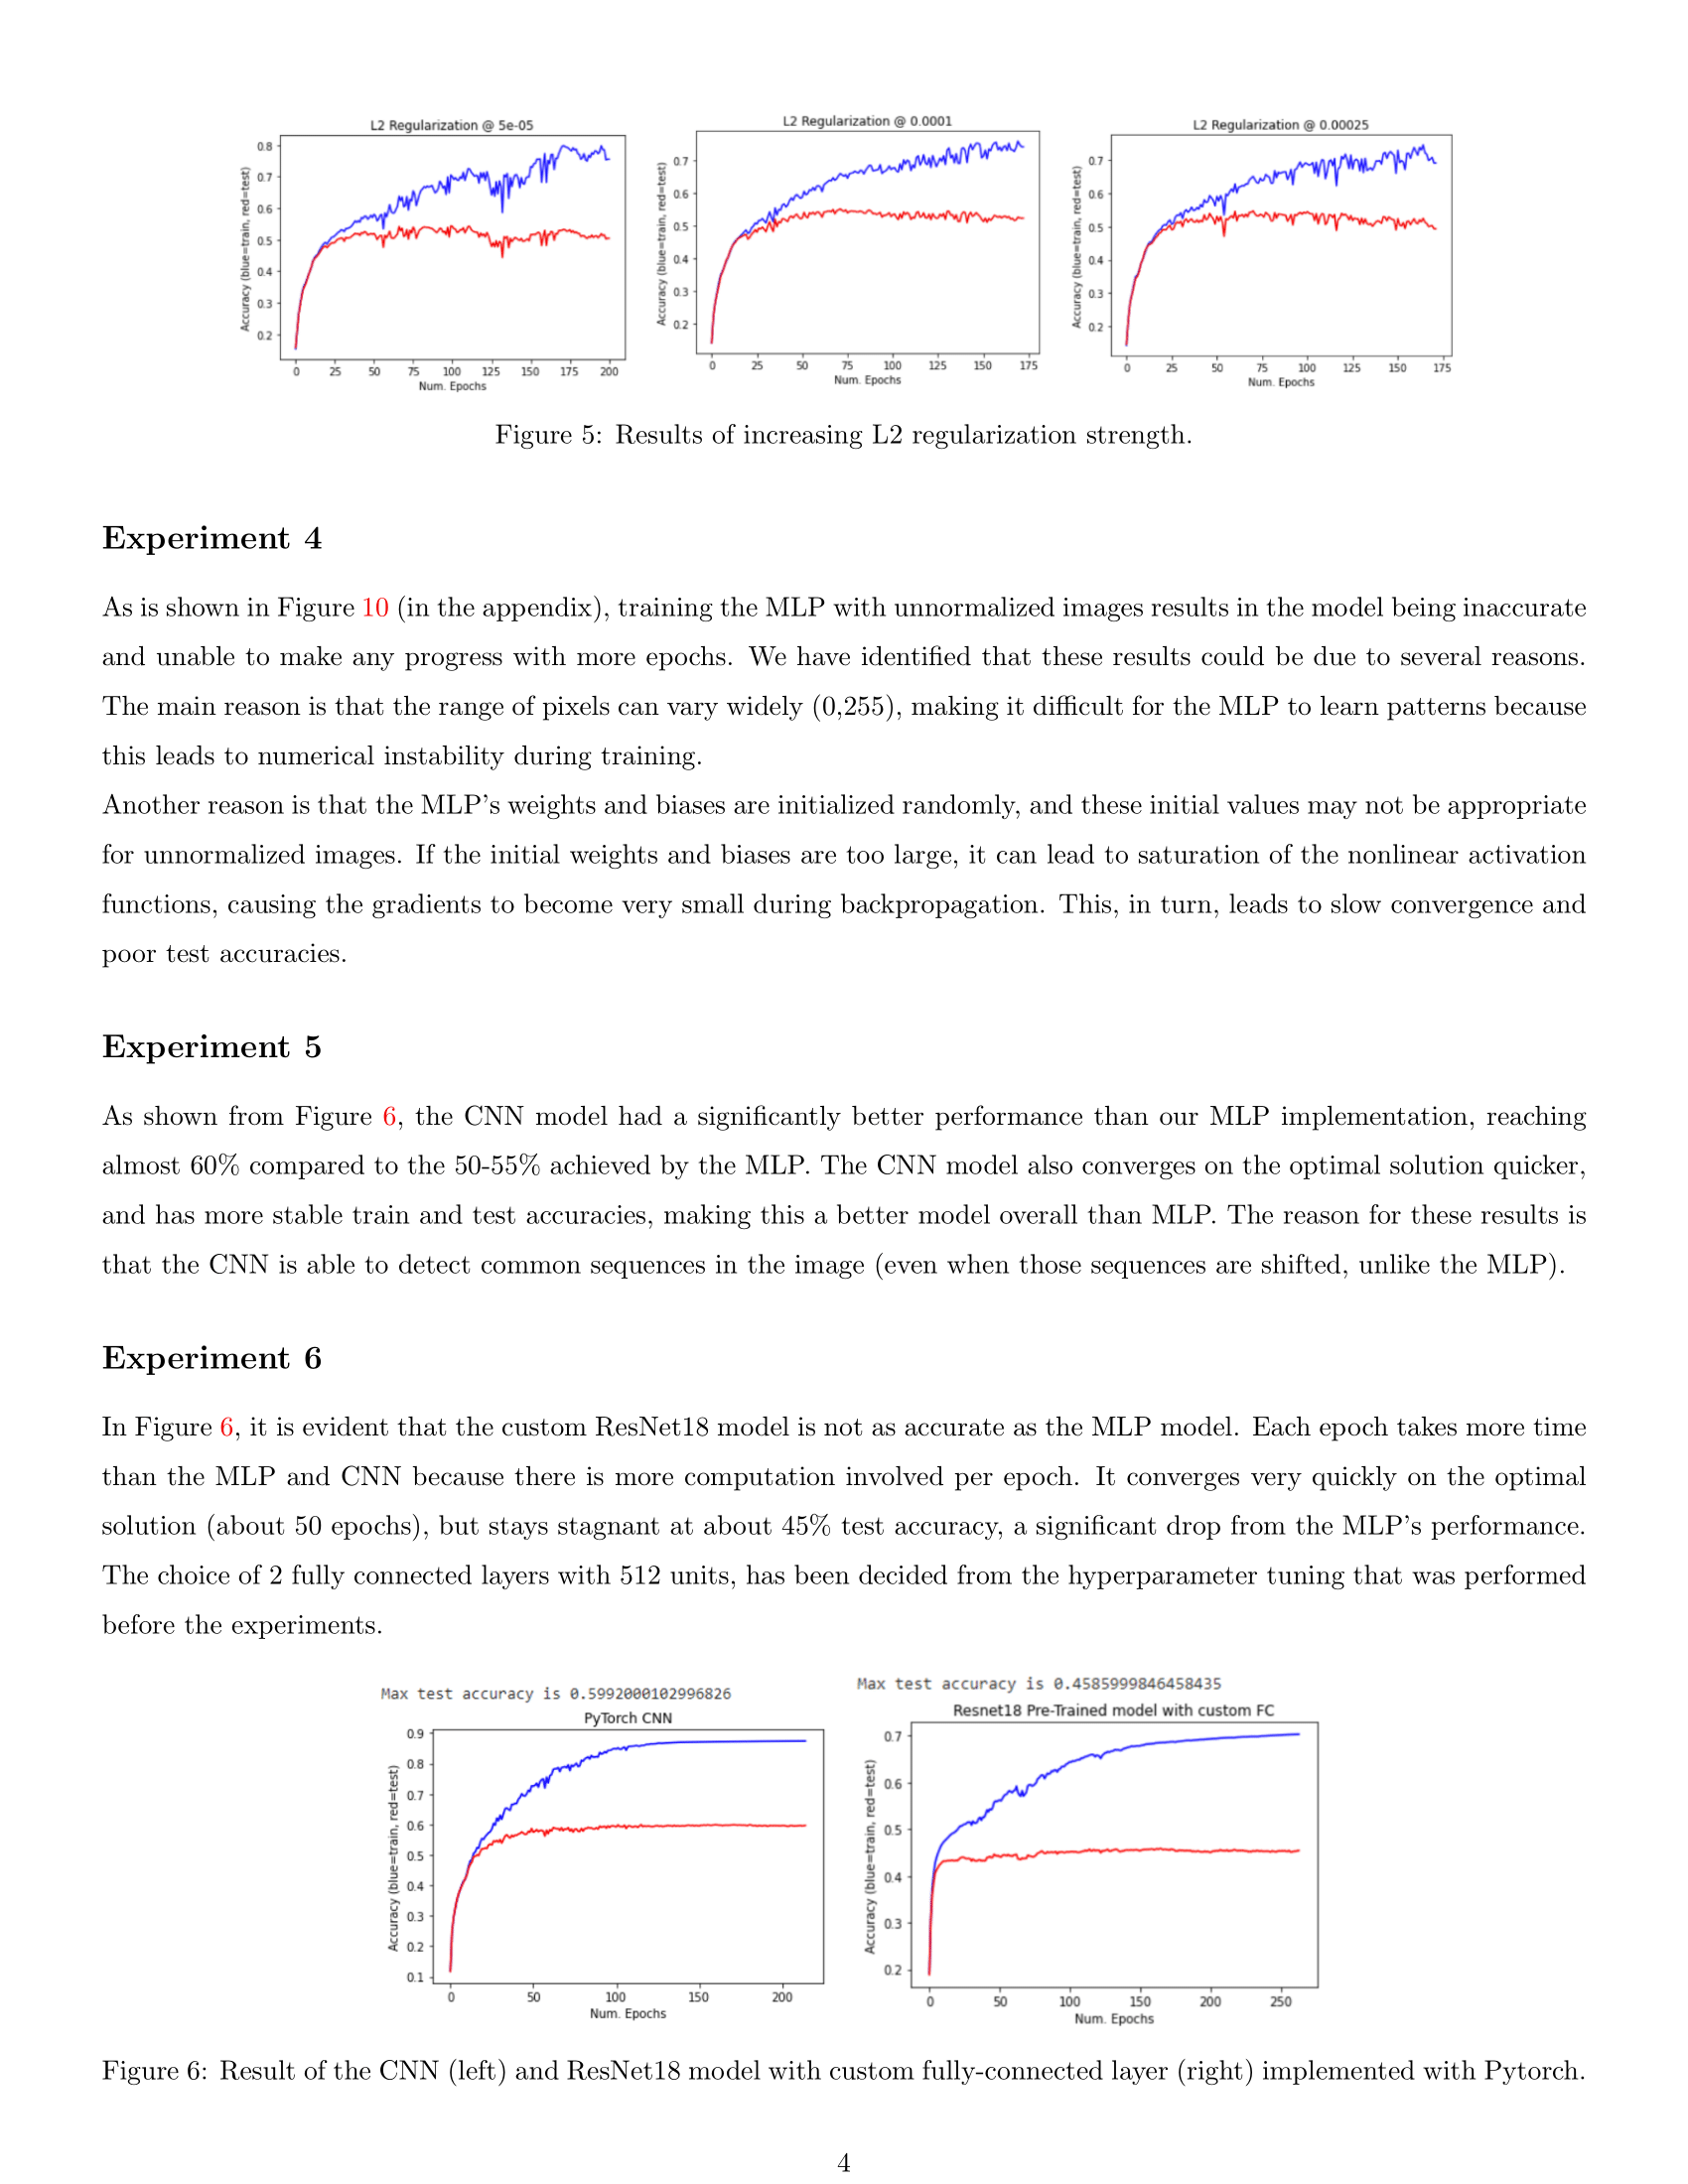 L2 Regularization @ 5e-05
Accuracy (blue=train, red=test)
0.8
0.7
0.6
0.5
0.4
0.3
0.2
0 25 50 75 100 125 150 175 200
Num. Epochs
L2 Regularization @ 0.0001
Accuracy (blue=train, red=test)
0.7
0.6
0.5
0.4
0.3
0.2
0 25 50 75 100 125 150 175
Num. Epochs
L2 Regularization @ 0.00025
Accuracy (blue=train, red=test)
0.7
0.6
0.5
0.4
0.3
0.2
0 25 50 75 100 125 150 175
Num. Epochs
Figure 5: Results of increasing L2 regularization strength.
Experiment 4
As is shown in Figure 10 (in the appendix), training the MLP with unnormalized images results in the model being inaccurate
and unable to make any progress with more epochs. We have identified that these results could be due to several reasons.
The main reason is that the range of pixels can vary widely (0,255), making it difficult for the MLP to learn patterns because
this leads to numerical instability during training.
Another reason is that the MLP's weights and biases are initialized randomly, and these initial values may not be appropriate
for unnormalized images. If the initial weights and biases are too large, it can lead to saturation of the nonlinear activation
functions, causing the gradients to become very small during backpropagation. This, in turn, leads to slow convergence and
poor test accuracies.
Experiment 5
As shown from Figure 6, the CNN model had a significantly better performance than our MLP implementation, reaching
almost 60% compared to the 50-55% achieved by the MLP. The CNN model also converges on the optimal solution quicker,
and has more stable train and test accuracies, making this a better model overall than MLP. The reason for these results is
that the CNN is able to detect common sequences in the image (even when those sequences are shifted, unlike the MLP).
Experiment 6
In Figure 6, it is evident that the custom ResNet18 model is not as accurate as the MLP model. Each epoch takes more time
than the MLP and CNN because there is more computation involved per epoch. It converges very quickly on the optimal
solution (about 50 epochs), but stays stagnant at about 45% test accuracy, a significant drop from the MLP's performance.
The choice of 2 fully connected layers with 512 units, has been decided from the hyperparameter tuning that was performed
before the experiments.
Max test accuracy is 0.5992000102996826
PyTorch CNN
Accuracy (blue=train, red=test)
0.9
0.8
0.7
0.6
0.5
0.4
0.3
0.2
0.1
0 50 100 150 200
Num. Epochs
Max test accuracy is 0.4585999846458435
Resnet18 Pre-Trained model with custom FC
Accuracy (blue=train, red=test)
0.7
0.6
0.5
0.4
0.3
0.2
0 50 100 150 200 250
Num. Epochs
Figure 6: Result of the CNN (left) and ResNet18 model with custom fully-connected layer (right) implemented with Pytorch.
4